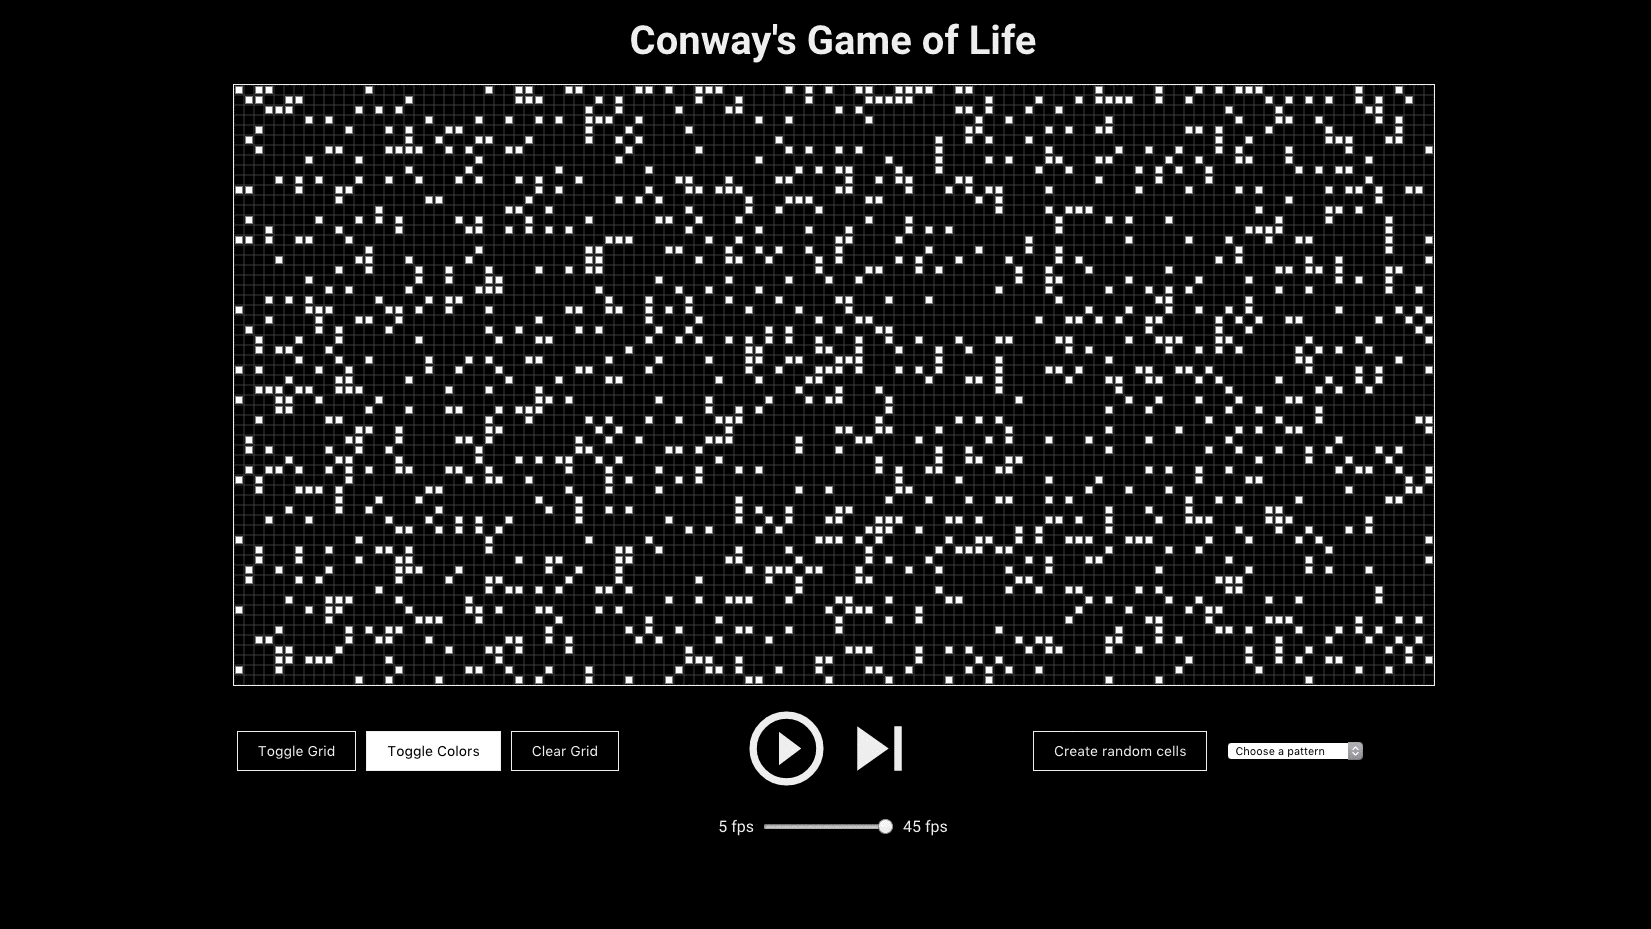 Conway's Game of Life
Toggle Grid
Toggle Colors
Clear Grid
Create random cells
Choose a pattern
5 fps
45 fps